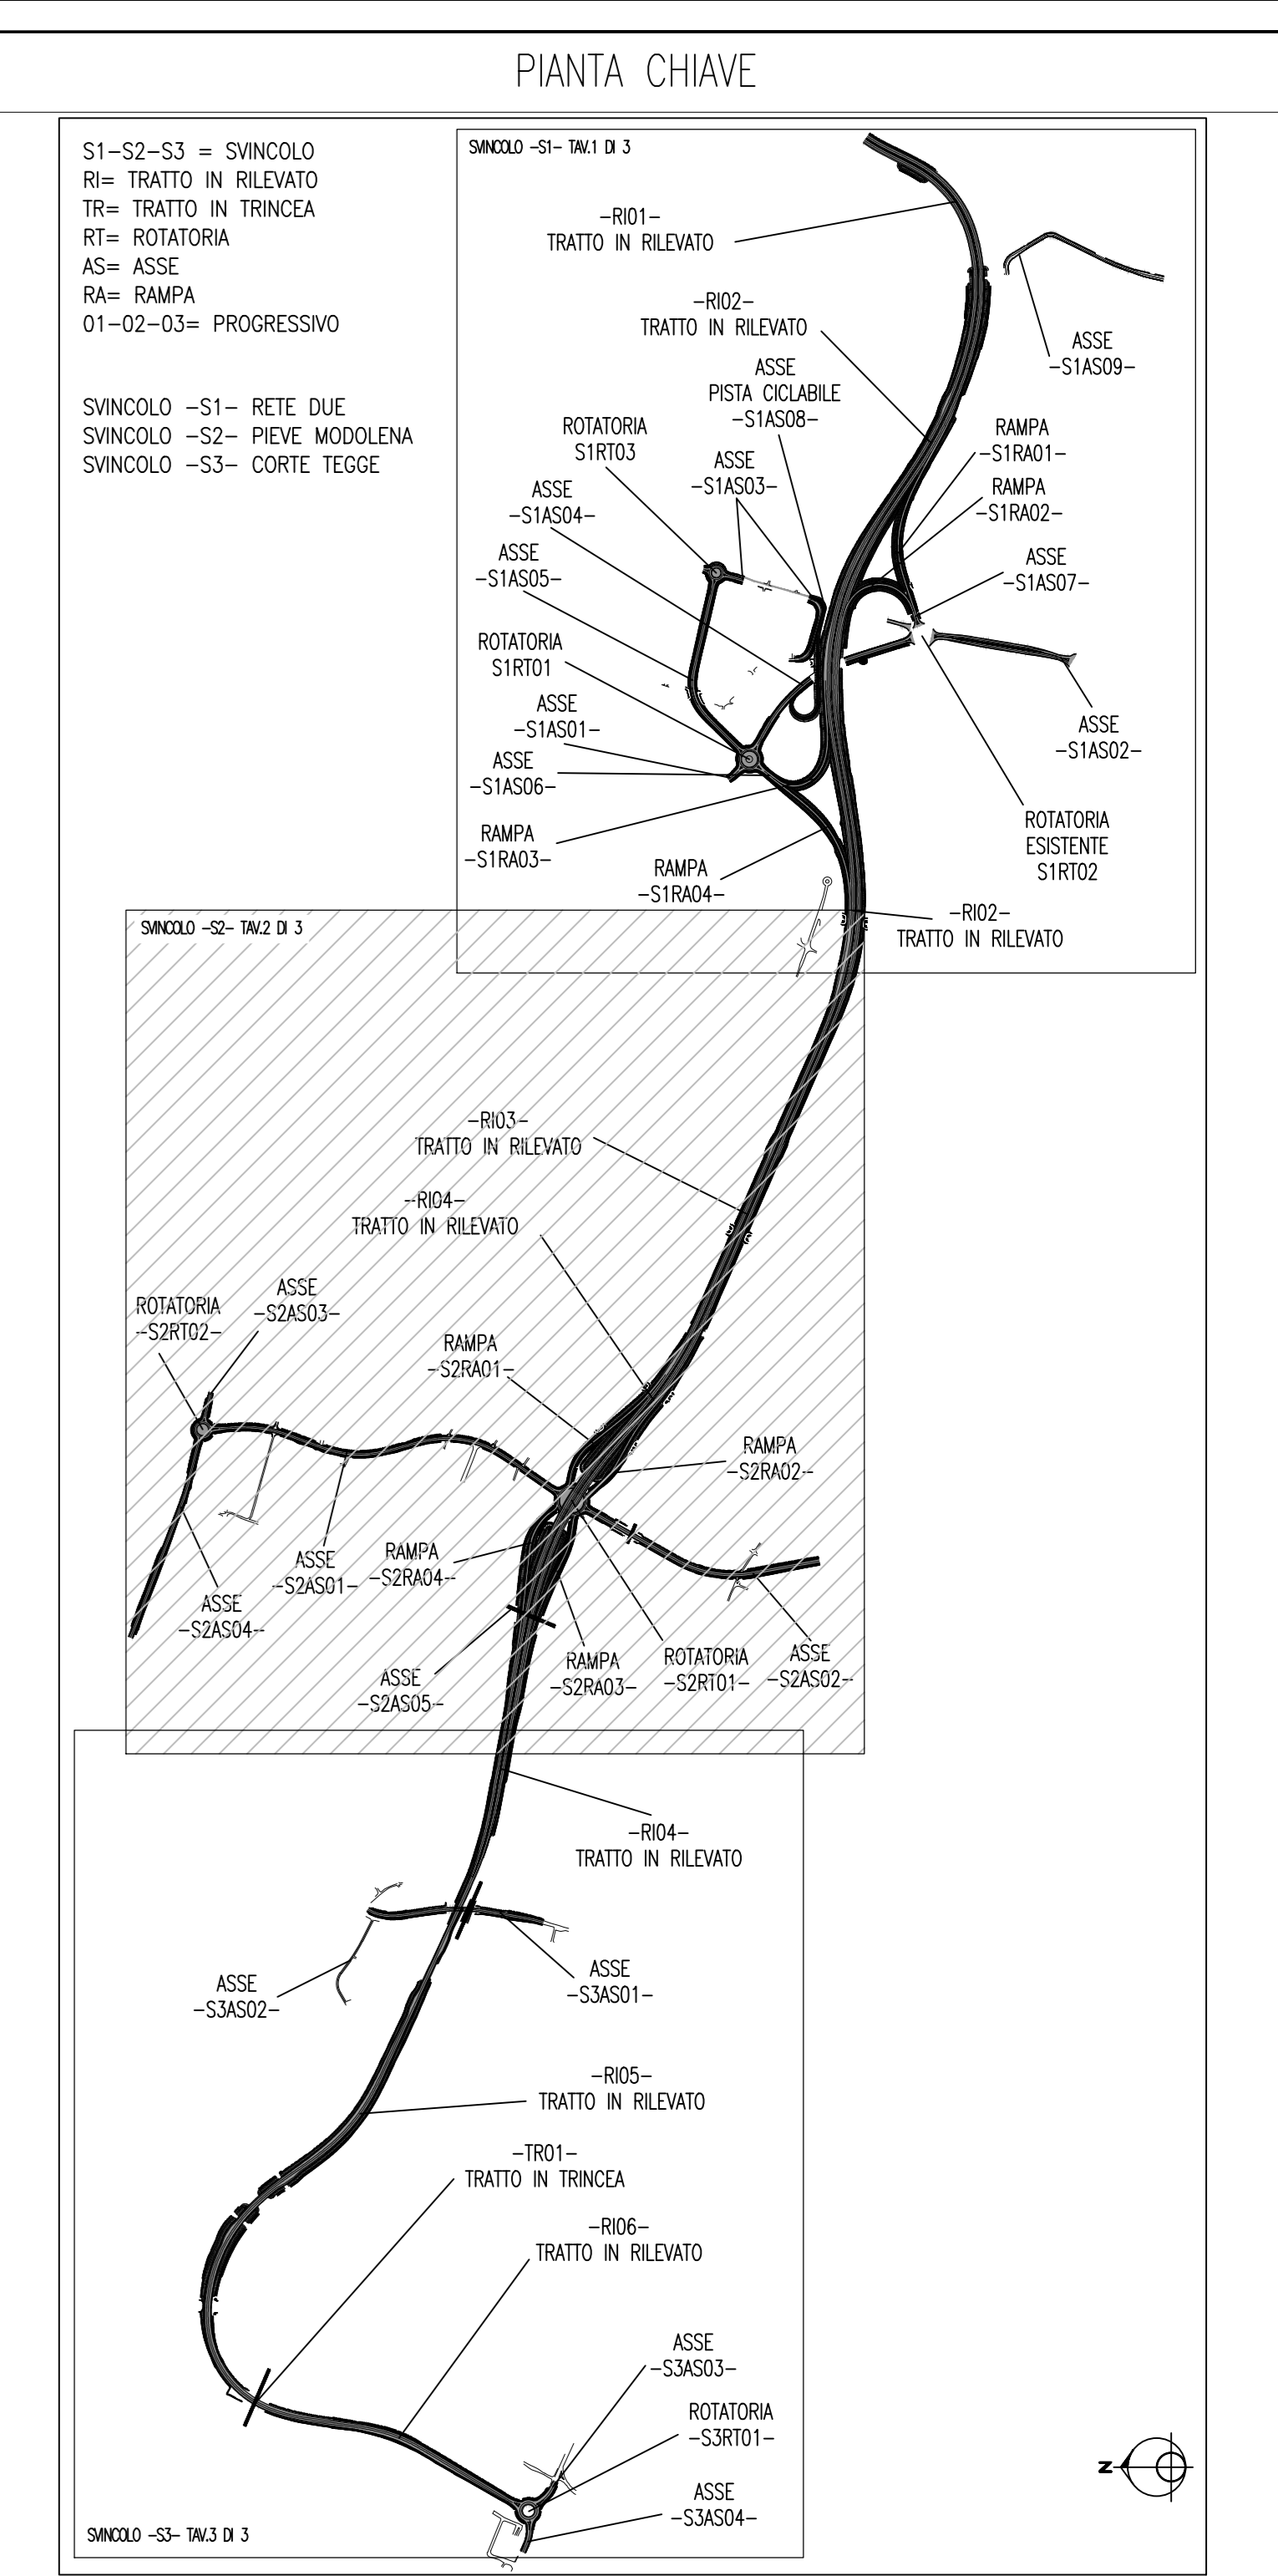 PIANTA CHIAVE
S1-S2-S3 = SVINCOLO
RI= TRATTO IN RILEVATO
TR= TRATTO IN TRINCEA
RT= ROTATORIA
AS= ASSE
RA= RAMPA
01-02-03= PROGRESSIVO
SVINCOLO -S1- RETE DUE
SVINCOLO -S2- PIEVE MODOLENA
SVINCOLO -S3- CORTE TEGGE
SVINCOLO -S1- TAV.1 DI 3
-RI01-
TRATTO IN RILEVATO
-RI02-
TRATTO IN RILEVATO
ASSE
-S1AS09-
ASSE
PISTA CICLABILE
-S1AS08-
ROTATORIA
S1RT03
ASSE
-S1AS03-
RAMPA
-S1RA01-
RAMPA
-S1RA02-
ASSE
-S1AS04-
ASSE
-S1AS05-
ASSE
-S1AS07-
ROTATORIA
S1RT01
ASSE
-S1AS01-
ASSE
-S1AS02-
ASSE
-S1AS06-
RAMPA
-S1RA03-
ROTATORIA
ESISTENTE
S1RT02
RAMPA
-S1RA04-
-RI02-
TRATTO IN RILEVATO
SVINCOLO -S2- TAV.2 DI 3
-RI03-
TRATTO IN RILEVATO
-RI04-
TRATTO IN RILEVATO
ASSE
-S2AS03-
ROTATORIA
-S2RT02-
RAMPA
-S2RA01-
RAMPA
-S2RA02-
ASSE
-S2AS01-
RAMPA
-S2RA04-
ASSE
-S2AS04-
ASSE
-S2AS05-
RAMPA
-S2RA03-
ROTATORIA
-S2RT01-
ASSE
-S2AS02-
-RI04-
TRATTO IN RILEVATO
ASSE
-S3AS02-
ASSE
-S3AS01-
-RI05-
TRATTO IN RILEVATO
-TR01-
TRATTO IN TRINCEA
-RI06-
TRATTO IN RILEVATO
ASSE
-S3AS03-
ROTATORIA
-S3RT01-
ASSE
-S3AS04-
N
SVINCOLO -S3- TAV.3 DI 3